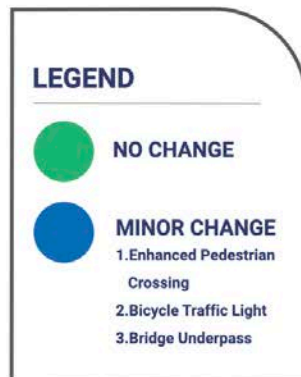 LEGEND
NO CHANGE
MINOR CHANGE
1.Enhanced Pedestrian
Crossing
2.Bicycle Traffic Light
3.Bridge Underpass